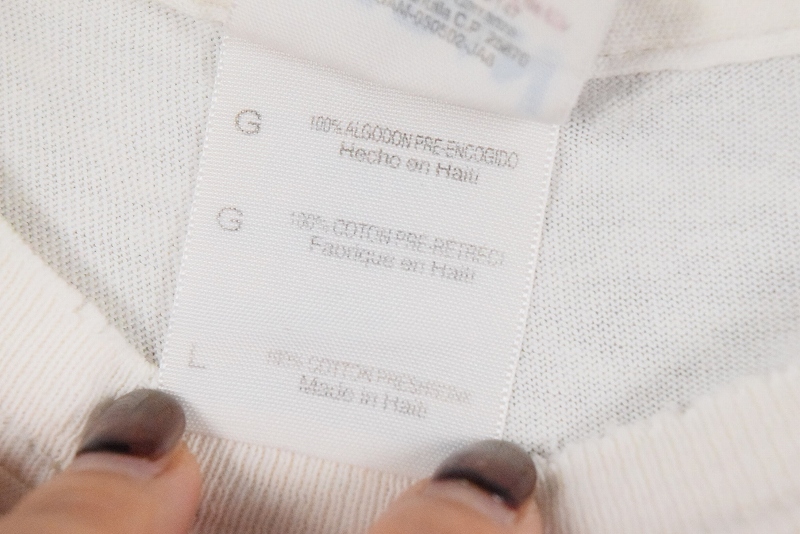 Tula C.P.
G
100% ALGODON PRE-ENCOGIDO
Hecho en Haiti
G
100% COTON PRE-RETRECI
Fabrique en Haiti
L
100% COTTON PRESHRUNK
Made in Haiti